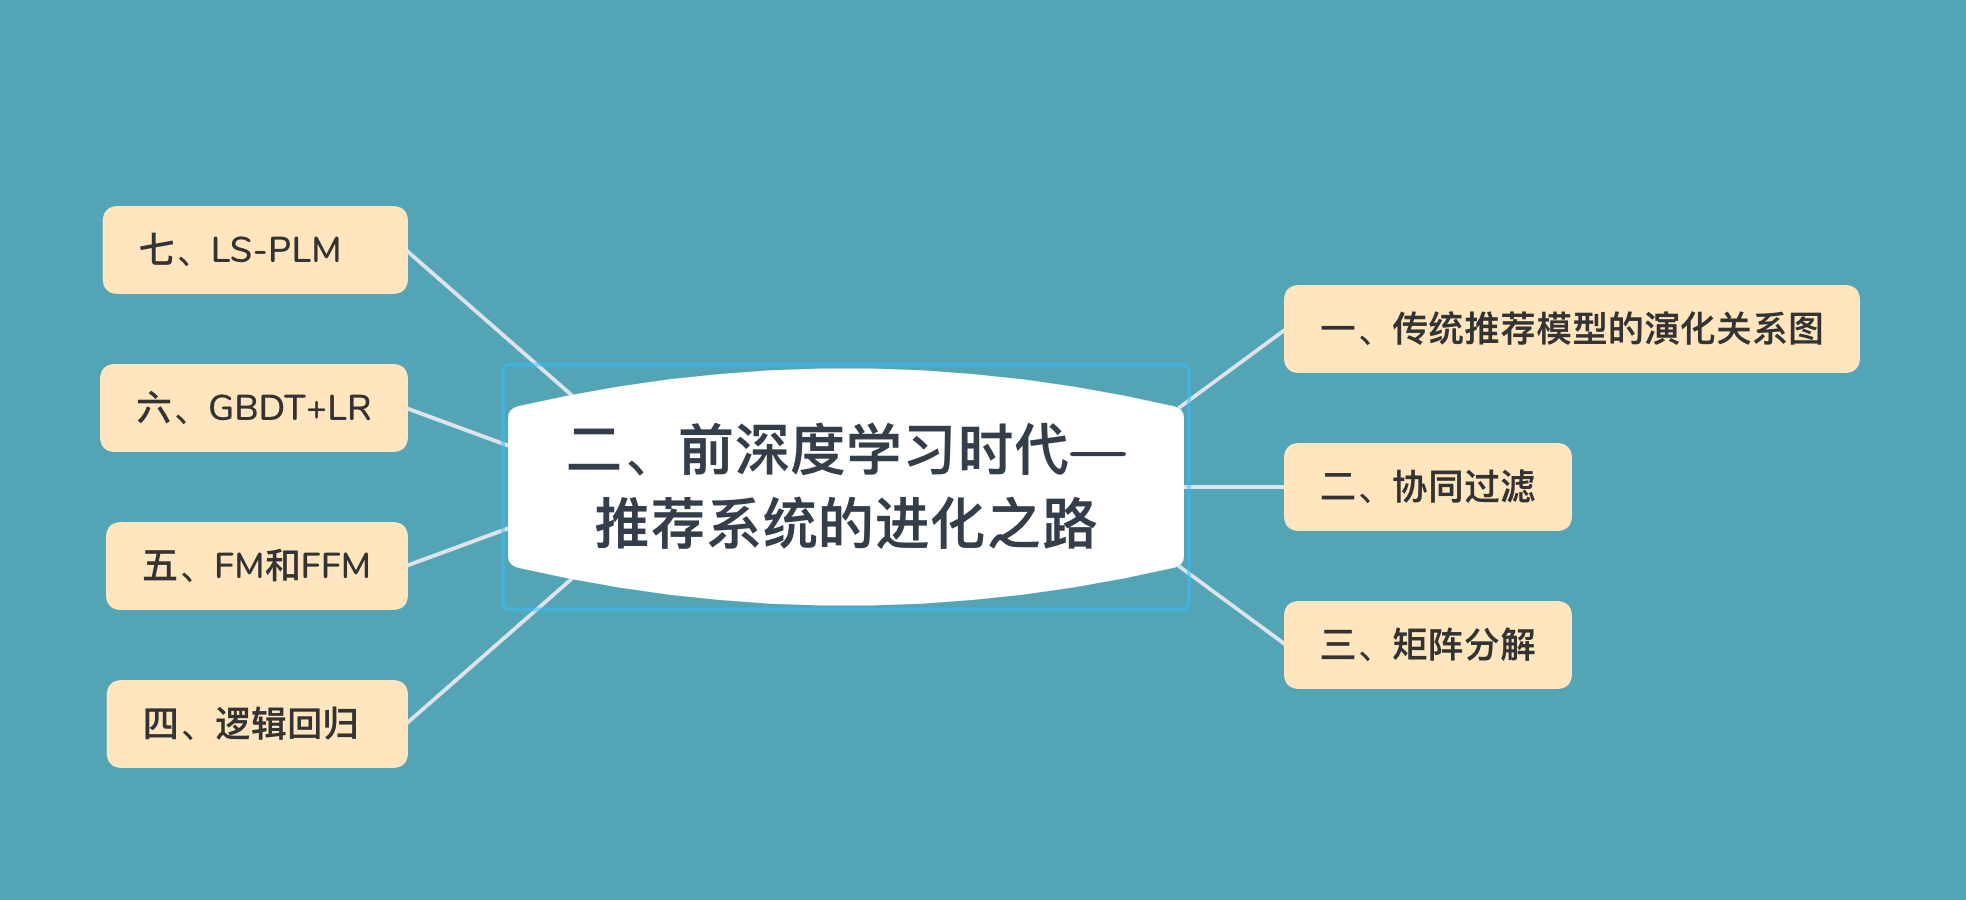 二、前深度学习时代—
推荐系统的进化之路
一、传统推荐模型的演化关系图
二、协同过滤
三、矩阵分解
四、逻辑回归
五、FM和FFM
六、GBDT+LR
七、LS-PLM